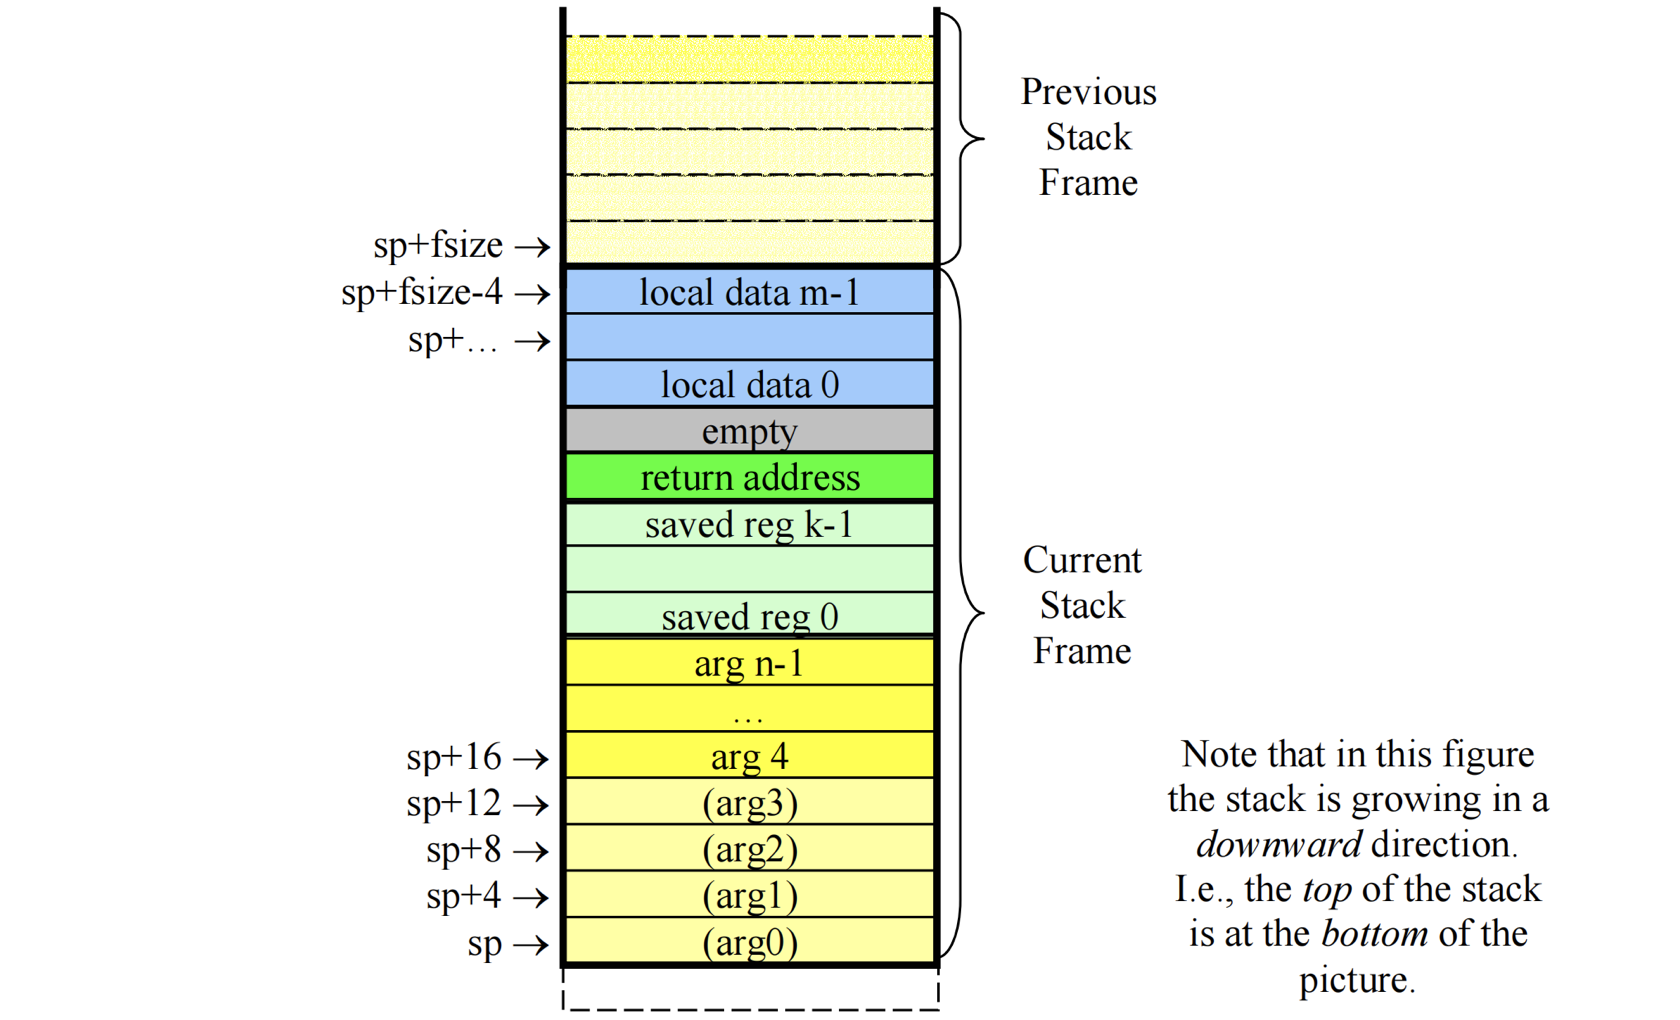 Previous
Stack
Frame
sp+fsize →
sp+fsize-4 → local data m-1
sp+… →
local data 0
empty
return address
saved reg k-1
saved reg 0
Current
Stack
Frame
arg n-1
…
sp+16 → arg 4
sp+12 → (arg3)
sp+8 → (arg2)
sp+4 → (arg1)
sp → (arg0)
Note that in this figure
the stack is growing in a
downward direction.
I.e., the top of the stack
is at the bottom of the
picture.